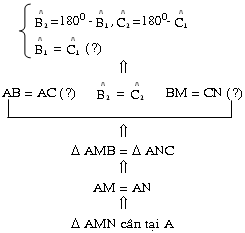 B̂₂ = 180⁰ - B̂₁, Ĉ₂ = 180⁰ - Ĉ₁
B̂₁ = Ĉ₁ (?)
⇑
AB = AC (?) B̂₂ = Ĉ₂ BM = CN (?)
⇑
Δ AMB = Δ ANC
⇑
AM = AN
⇑
Δ AMN cân tại A